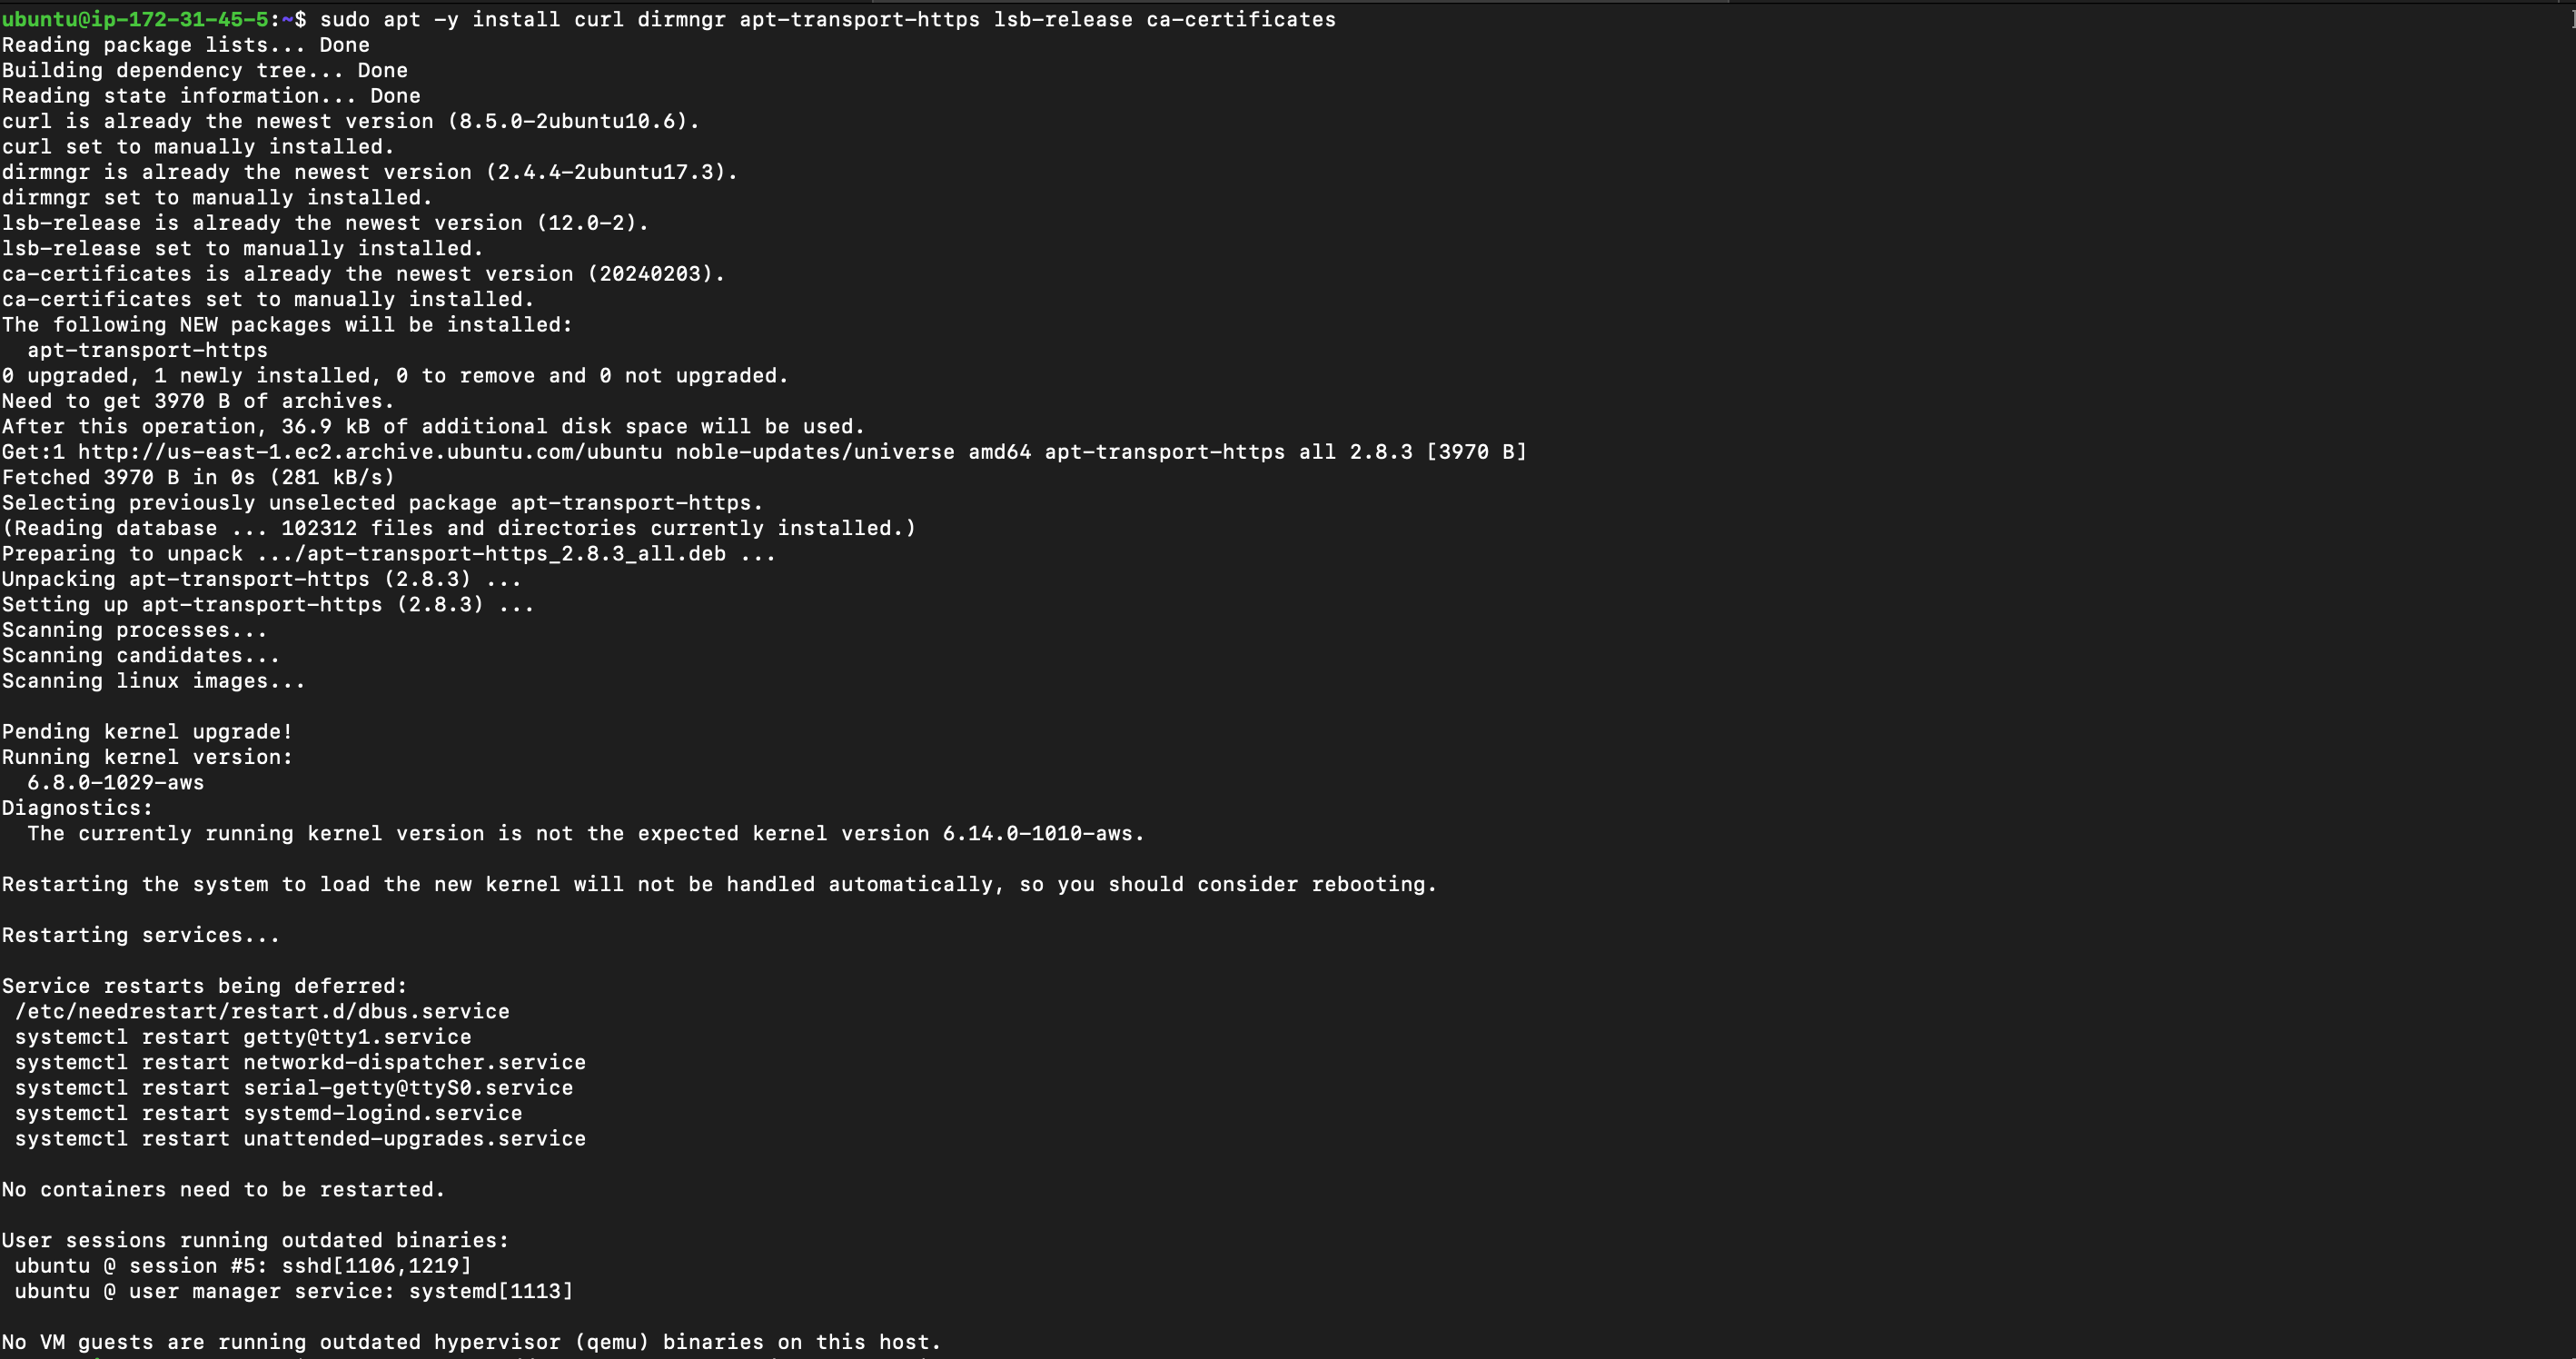 ubuntu@ip-172-31-45-5:~$ sudo apt -y install curl dirmngr apt-transport-https lsb-release ca-certificates
Reading package lists... Done
Building dependency tree... Done
Reading state information... Done
curl is already the newest version (8.5.0-2ubuntu10.6).
curl set to manually installed.
dirmngr is already the newest version (2.4.4-2ubuntu17.3).
dirmngr set to manually installed.
lsb-release is already the newest version (12.0-2).
lsb-release set to manually installed.
ca-certificates is already the newest version (20240203).
ca-certificates set to manually installed.
The following NEW packages will be installed:
  apt-transport-https
0 upgraded, 1 newly installed, 0 to remove and 0 not upgraded.
Need to get 3970 B of archives.
After this operation, 36.9 kB of additional disk space will be used.
Get:1 http://us-east-1.ec2.archive.ubuntu.com/ubuntu noble-updates/universe amd64 apt-transport-https all 2.8.3 [3970 B]
Fetched 3970 B in 0s (281 kB/s)
Selecting previously unselected package apt-transport-https.
(Reading database ... 102312 files and directories currently installed.)
Preparing to unpack .../apt-transport-https_2.8.3_all.deb ...
Unpacking apt-transport-https (2.8.3) ...
Setting up apt-transport-https (2.8.3) ...
Scanning processes...
Scanning candidates...
Scanning linux images...

Pending kernel upgrade!
Running kernel version:
  6.8.0-1029-aws
Diagnostics:
  The currently running kernel version is not the expected kernel version 6.14.0-1010-aws.

Restarting the system to load the new kernel will not be handled automatically, so you should consider rebooting.

Restarting services...

Service restarts being deferred:
 /etc/needrestart/restart.d/dbus.service
 systemctl restart getty@tty1.service
 systemctl restart networkd-dispatcher.service
 systemctl restart serial-getty@ttyS0.service
 systemctl restart systemd-logind.service
 systemctl restart unattended-upgrades.service

No containers need to be restarted.

User sessions running outdated binaries:
 ubuntu @ session #5: sshd[1106,1219]
 ubuntu @ user manager service: systemd[1113]

No VM guests are running outdated hypervisor (qemu) binaries on this host.